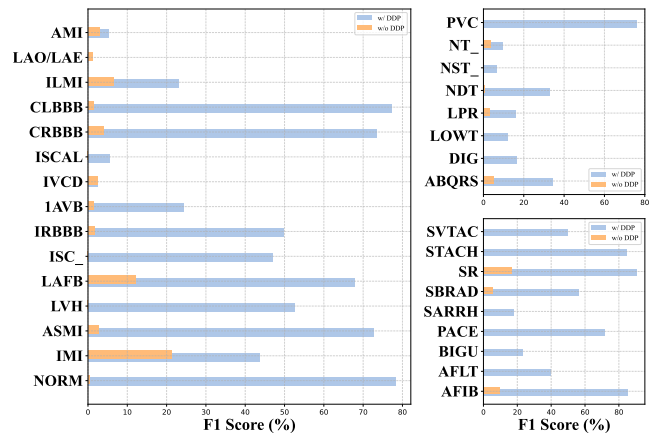 w/ DDP
w/o DDP
AMI
LAO/LAE
ILMI
CLBBB
CRBBB
ISCAL
IVCD
1AVB
IRBBB
ISC_
LAFB
LVH
ASMI
IMI
NORM
0 10 20 30 40 50 60 70 80
F1 Score (%)
PVC
NT_
NST_
NDT
LPR
LOWT
DIG
ABQRS
w/ DDP
w/o DDP
0 20 40 60 80
w/ DDP
w/o DDP
SVTAC
STACH
SR
SBRAD
SARRH
PACE
BIGU
AFLT
AFIB
0 20 40 60 80
F1 Score (%)